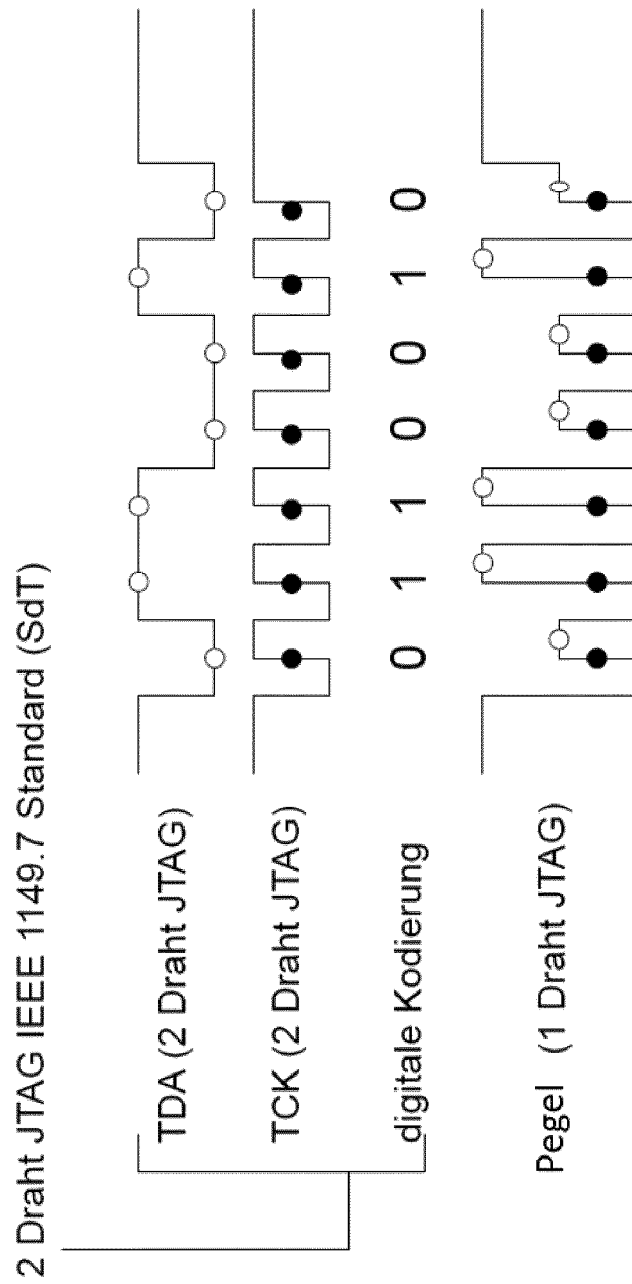 2 Draht JTAG IEEE 1149.7 Standard (SdT)
TDA (2 Draht JTAG)
TCK (2 Draht JTAG)
digitale Kodierung 0 1 1 0 0 1 0
Pegel (1 Draht JTAG)